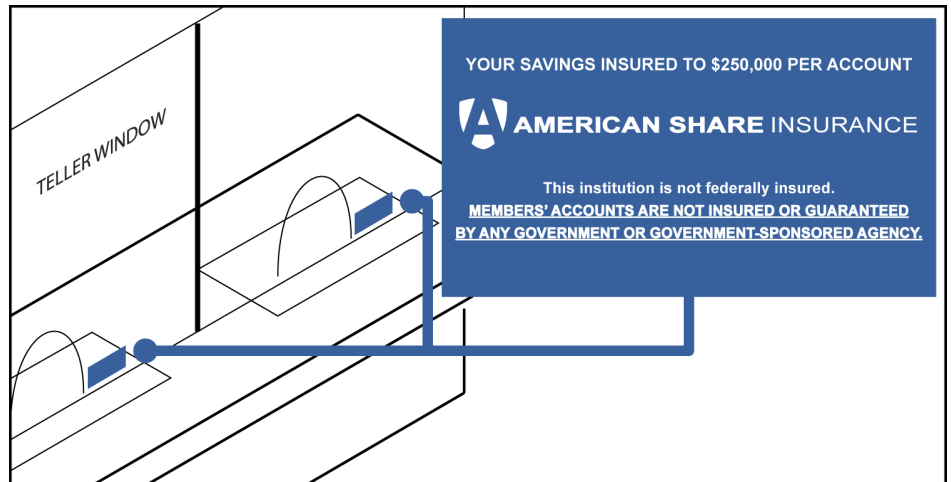 TELLER WINDOW
YOUR SAVINGS INSURED TO $250,000 PER ACCOUNT
AMERICAN SHARE INSURANCE
This institution is not federally insured.
MEMBERS' ACCOUNTS ARE NOT INSURED OR GUARANTEED
BY ANY GOVERNMENT OR GOVERNMENT-SPONSORED AGENCY.